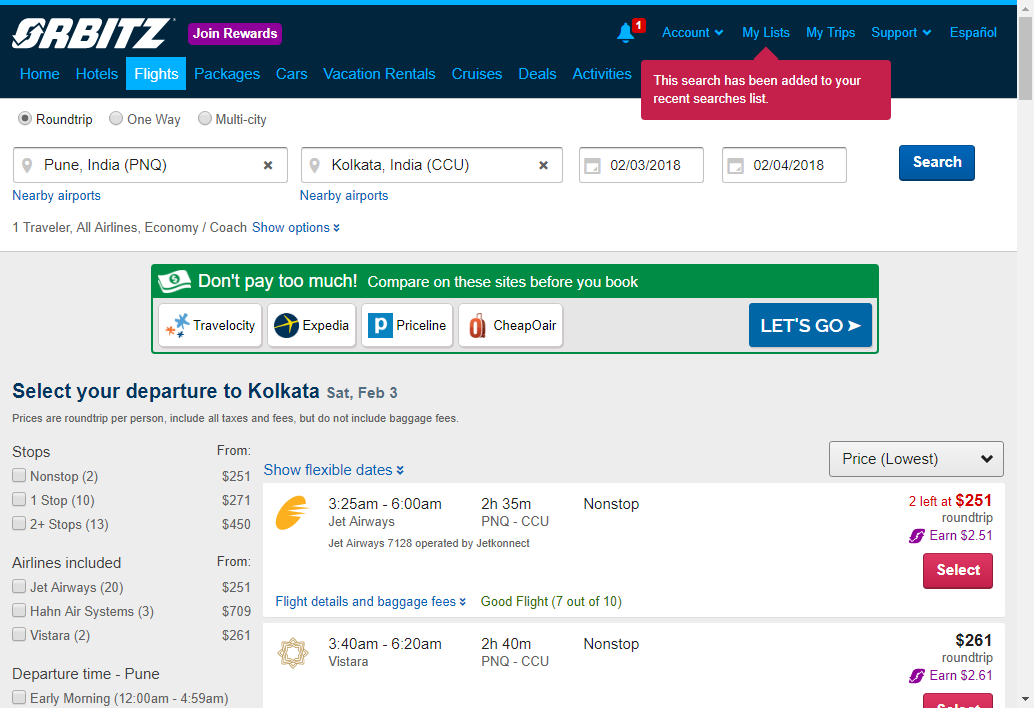 ORBITZ
Join Rewards
1
Account
My Lists
My Trips
Support
Español
Home
Hotels
Flights
Packages
Cars
Vacation Rentals
Cruises
Deals
Activities
This search has been added to your
recent searches list.
Roundtrip
One Way
Multi-city
Pune, India (PNQ)
Kolkata, India (CCU)
02/03/2018
02/04/2018
Search
Nearby airports
Nearby airports
1 Traveler, All Airlines, Economy / Coach Show options
Don't pay too much! Compare on these sites before you book
Travelocity
Expedia
Priceline
CheapOair
LET'S GO
Select your departure to Kolkata Sat, Feb 3
Prices are roundtrip per person, include all taxes and fees, but do not include baggage fees.
Stops From:
Nonstop (2) $251
1 Stop (10) $271
2+ Stops (13) $450
Airlines included From:
Jet Airways (20) $251
Hahn Air Systems (3) $709
Vistara (2) $261
Departure time - Pune
Early Morning (12:00am - 4:59am)
Show flexible dates
Price (Lowest)
3:25am - 6:00am 2h 35m Nonstop 2 left at $251
Jet Airways PNQ - CCU roundtrip
Earn $2.51
Jet Airways 7128 operated by Jetkonnect
Select
Flight details and baggage fees Good Flight (7 out of 10)
3:40am - 6:20am 2h 40m Nonstop $261
Vistara PNQ - CCU roundtrip
Earn $2.61
Select